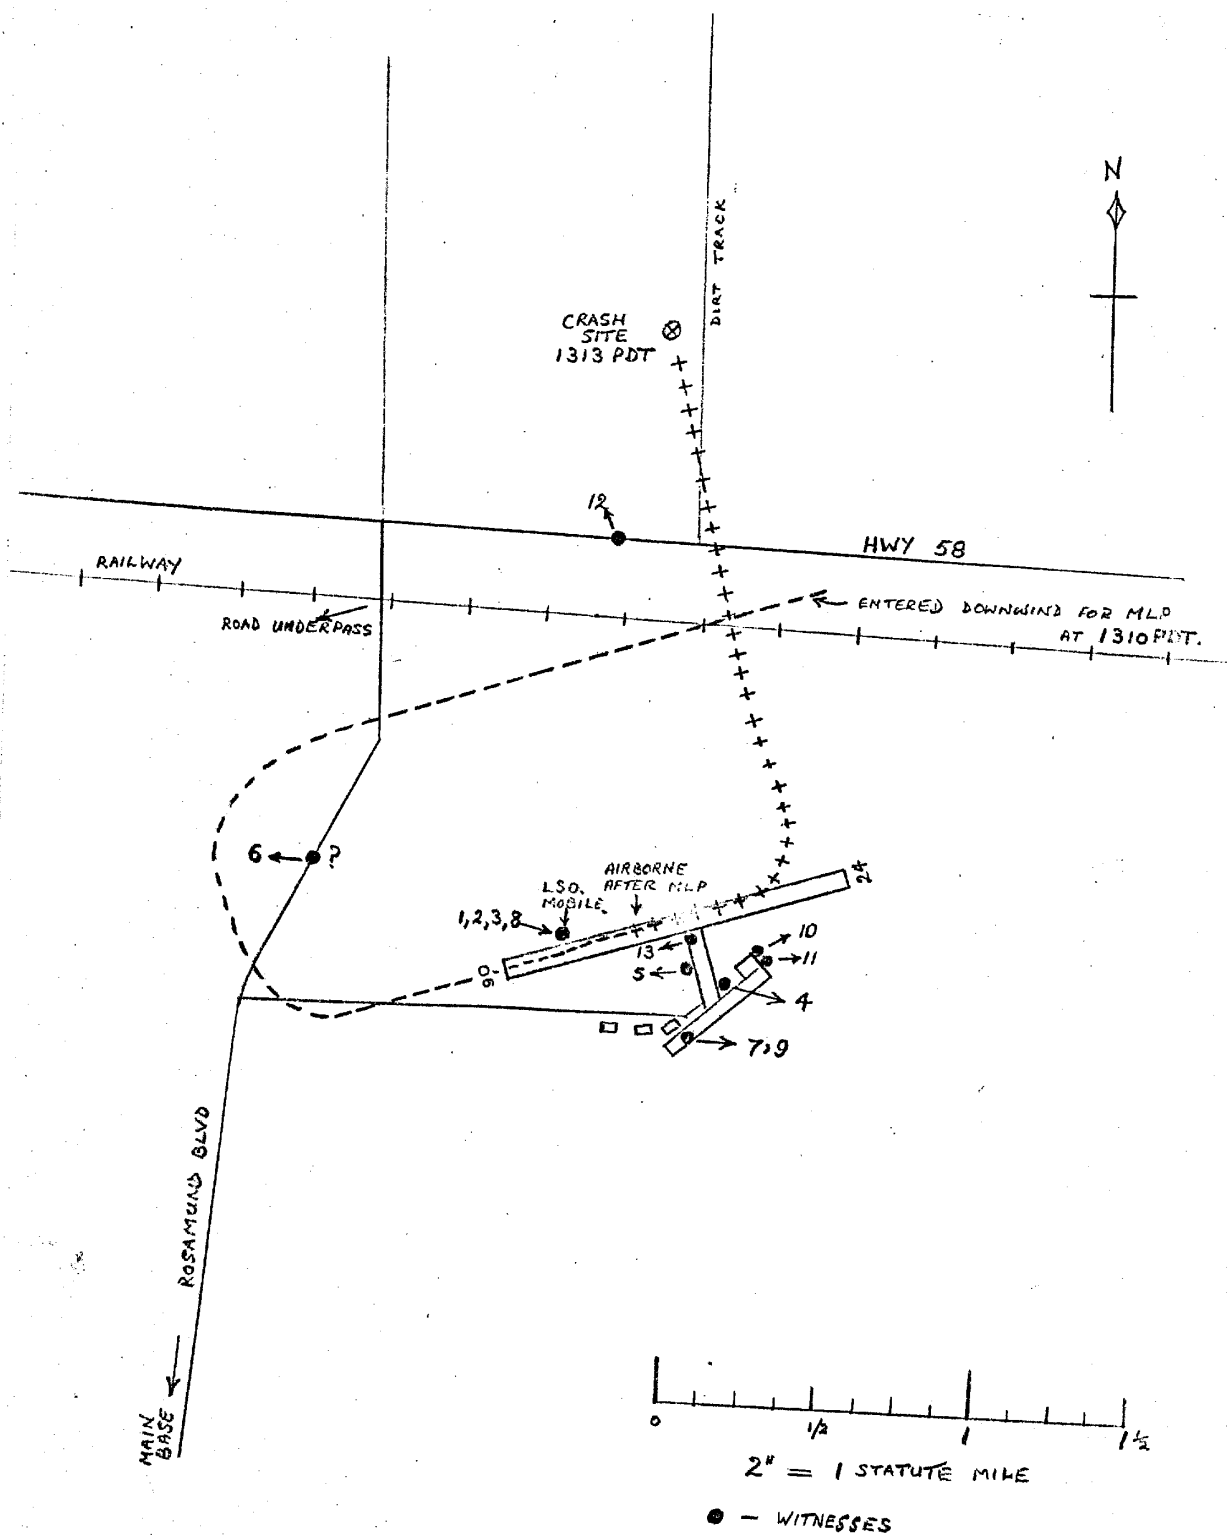 N
DIRT TRACK
CRASH
SITE
1313 PDT
12
HWY 58
RAILWAY
ROAD UNDERPASS
ENTERED DOWNWIND FOR MLP
AT 1310 PDT.
6
?
AIRBORNE
AFTER MLP
LSO.
MOBILE.
1,2,3,8
24
06
13
5
10
11
4
7,9
ROSAMUND BLVD
MAIN
BASE
0
1/2
1
1 1/2
2" = 1 STATUTE MILE
● - WITNESSES